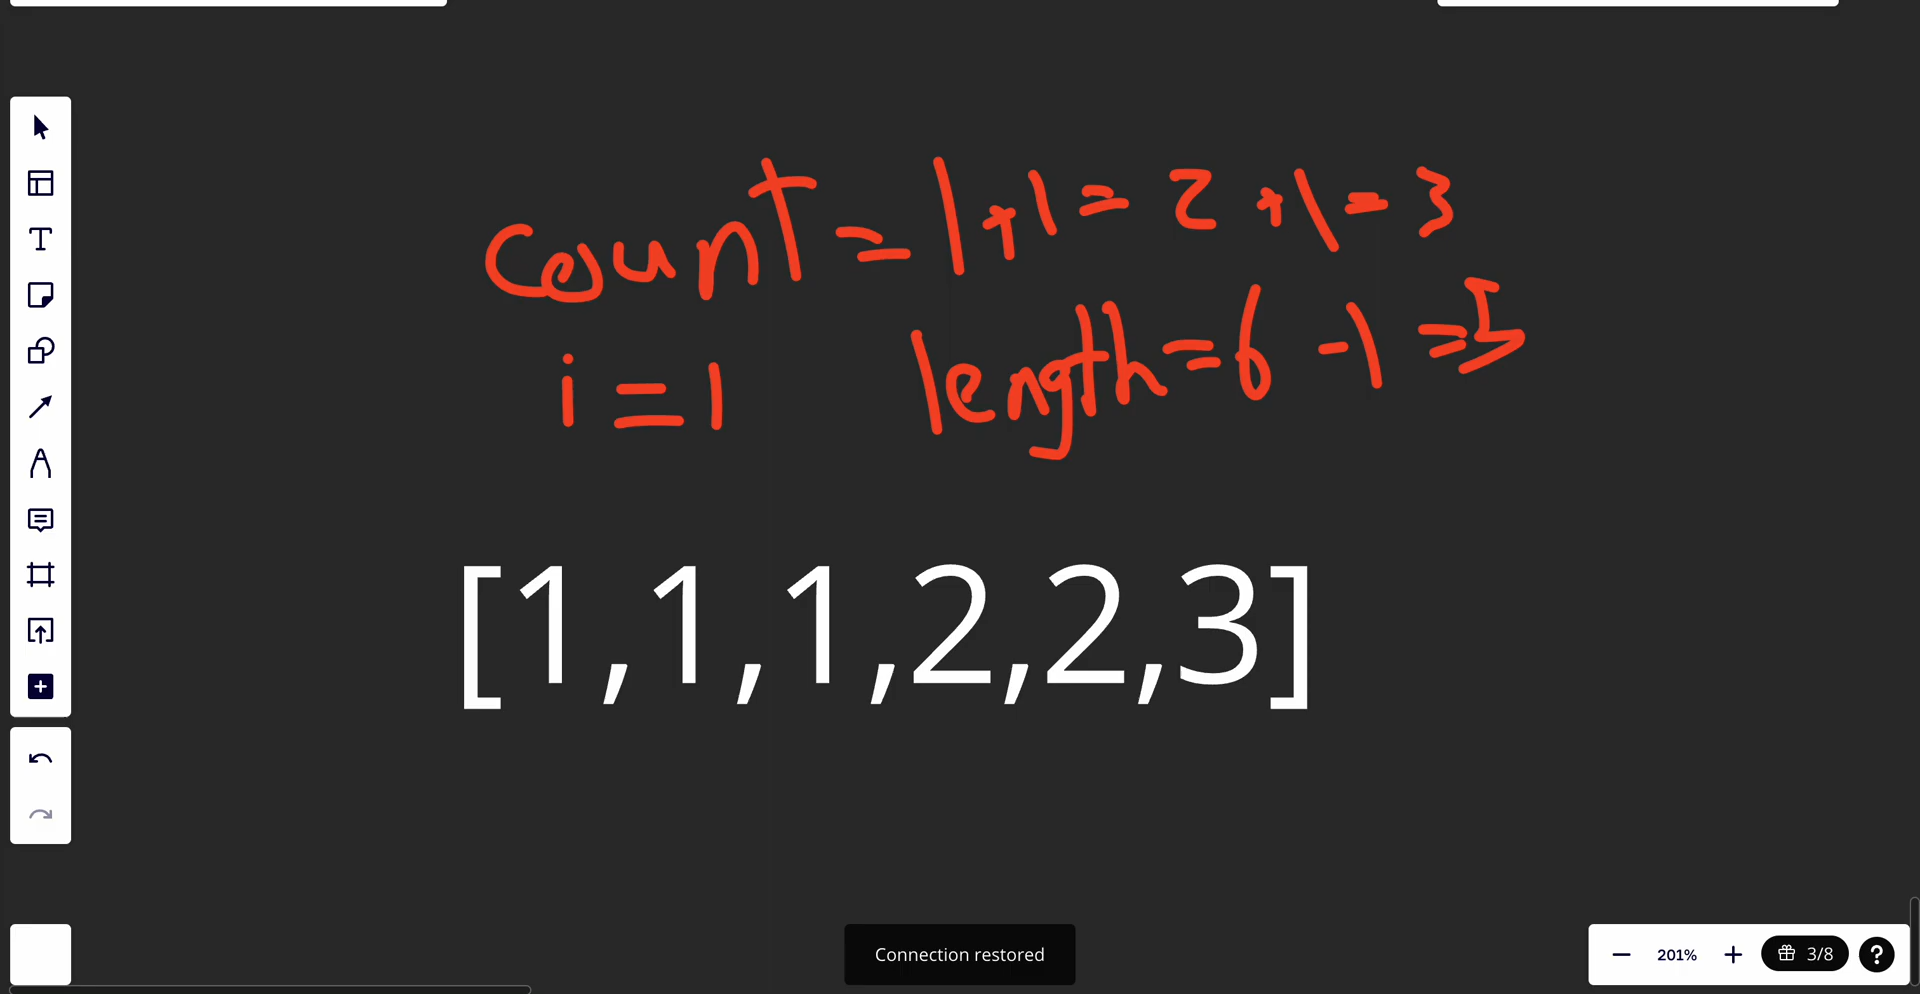 count = 1 + 1 = 2 + 1 = 3
i = 1 length = 6 - 1 = 5
[1,1,1,2,2,3]
Connection restored
201% 3/8 ?